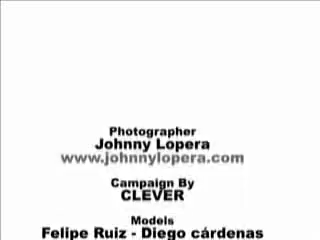 Photographer
Johnny Lopera
www.johnnylopera.com
Campaign By
CLEVER
Models
Felipe Ruiz - Diego cárdenas